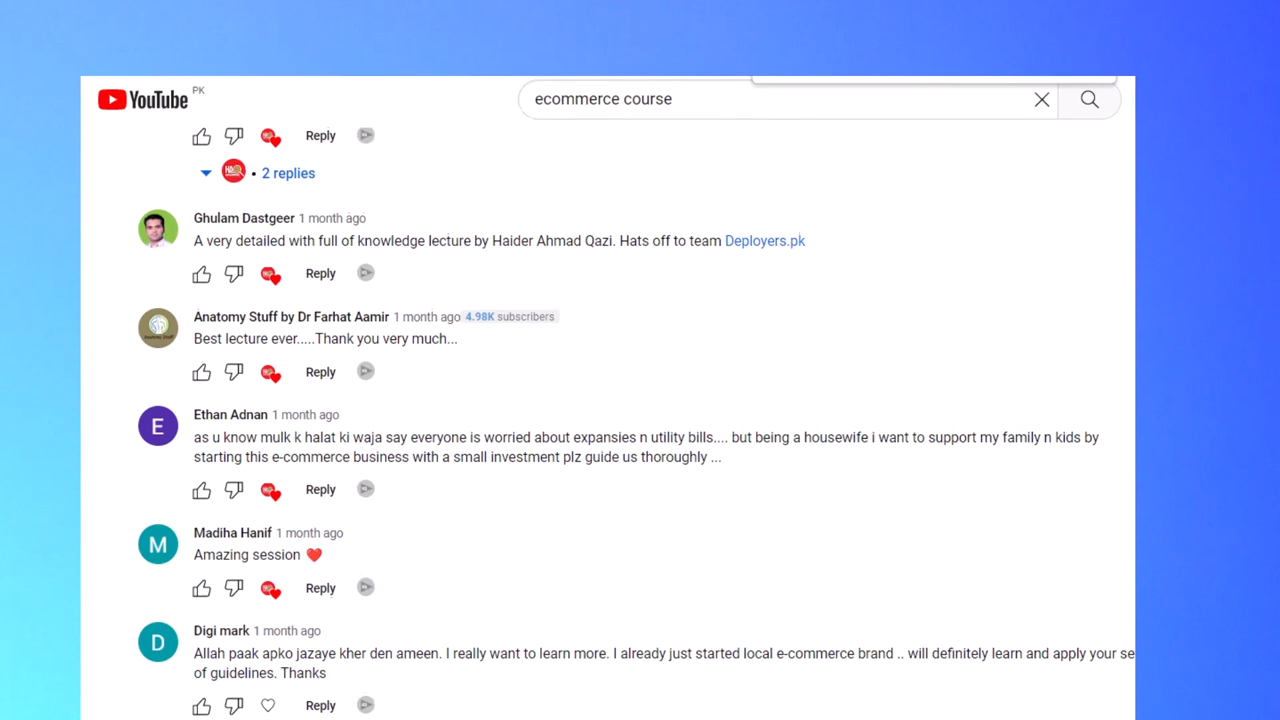 YouTube PK
ecommerce course
Reply
• 2 replies
Ghulam Dastgeer 1 month ago
A very detailed with full of knowledge lecture by Haider Ahmad Qazi. Hats off to team Deployers.pk
Reply
Anatomy Stuff by Dr Farhat Aamir 1 month ago 4.98K subscribers
Best lecture ever.....Thank you very much...
Reply
E
Ethan Adnan 1 month ago
as u know mulk k halat ki waja say everyone is worried about expansies n utility bills.... but being a housewife i want to support my family n kids by
starting this e-commerce business with a small investment plz guide us thoroughly ...
Reply
M
Madiha Hanif 1 month ago
Amazing session ❤️
Reply
D
Digi mark 1 month ago
Allah paak apko jazaye kher den ameen. I really want to learn more. I already just started local e-commerce brand .. will definitely learn and apply your se
of guidelines. Thanks
Reply